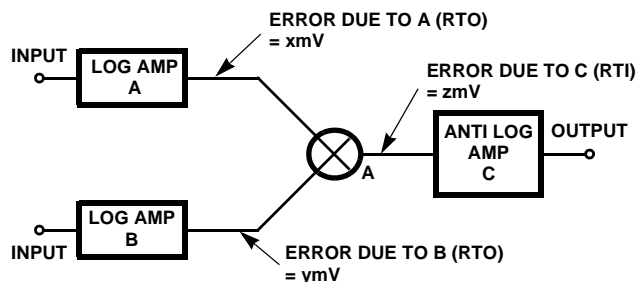 ERROR DUE TO A (RTO)
= xmV
INPUT
LOG AMP
A
ERROR DUE TO C (RTI)
= zmV
ANTI LOG
AMP
C
OUTPUT
A
LOG AMP
B
INPUT
ERROR DUE TO B (RTO)
= ymV